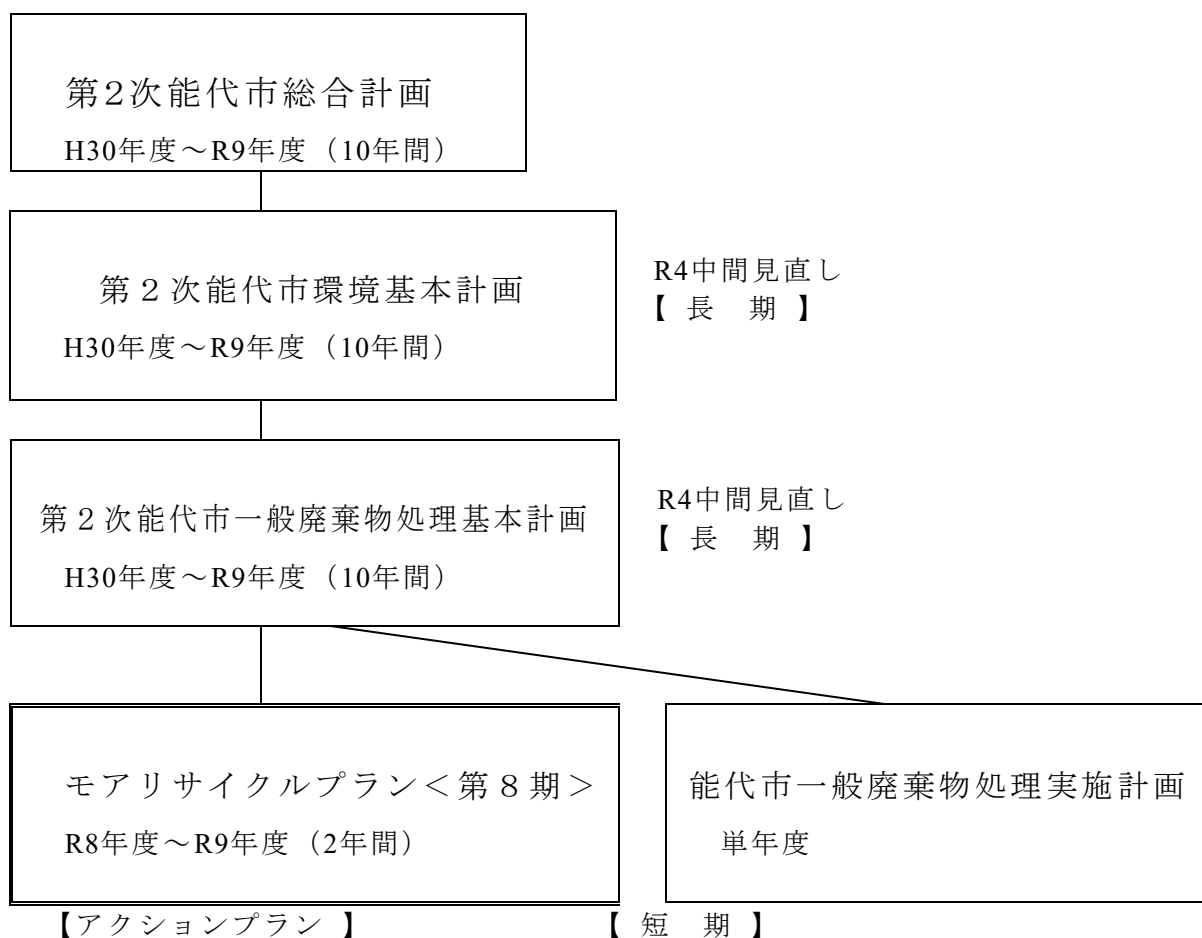 第2次能代市総合計画
H30年度～R9年度（10年間）
第２次能代市環境基本計画
H30年度～R9年度（10年間）
R4中間見直し
【 長　期 】
第２次能代市一般廃棄物処理基本計画
H30年度～R9年度（10年間）
R4中間見直し
【 長　期 】
モアリサイクルプラン＜第８期＞
R8年度～R9年度（2年間）
能代市一般廃棄物処理実施計画
単年度
【アクションプラン 】
【 短　期 】